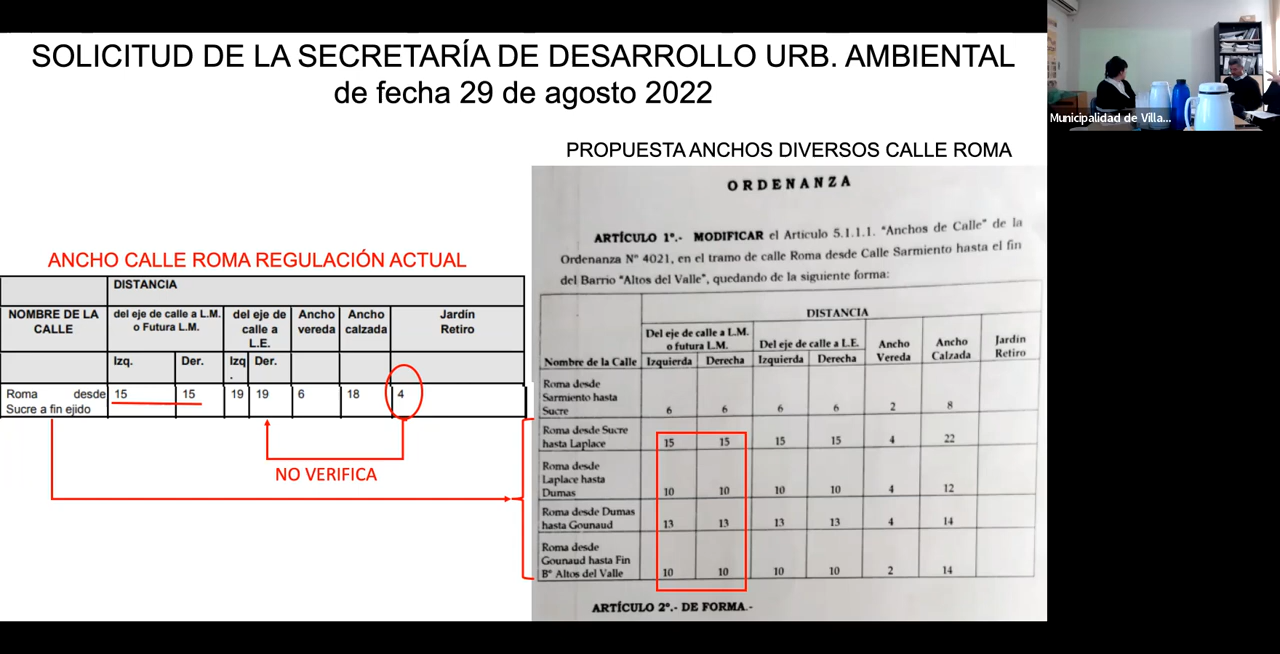 SOLICITUD DE LA SECRETARÍA DE DESARROLLO URB. AMBIENTAL
de fecha 29 de agosto 2022
Municipalidad de Villa...
PROPUESTA ANCHOS DIVERSOS CALLE ROMA
ANCHO CALLE ROMA REGULACIÓN ACTUAL
DISTANCIA
NOMBRE DE LA CALLE
del eje de calle a L.M. o Futura L.M.
del eje de calle a L.E.
Ancho vereda
Ancho calzada
Jardín Retiro
Izq. Der. Izq. Der.
Roma desde Sucre a fin ejido 15 15 19 19 6 18 4
NO VERIFICA
ORDENANZA
ARTÍCULO 1º.- MODIFICAR el Artículo 5.1.1.1. "Anchos de Calle" de la
Ordenanza Nº 4021, en el tramo de calle Roma desde Calle Sarmiento hasta el fin
del Barrio "Altos del Valle", quedando de la siguiente forma:
DISTANCIA
Nombre de la Calle
Del eje de calle a L.M. o futura L.M.
Del eje de calle a L.E.
Ancho Vereda
Ancho Calzada
Jardín Retiro
Izquierda Derecha Izquierda Derecha
Roma desde Sarmiento hasta Sucre 6 6 6 6 2 8
Roma desde Sucre hasta Laplace 15 15 15 15 4 22
Roma desde Laplace hasta Dumas 10 10 10 10 4 12
Roma desde Dumas hasta Gounaud 13 13 13 13 4 14
Roma desde Gounaud hasta Fin Bº Altos del Valle 10 10 10 10 2 14
ARTÍCULO 2º.- DE FORMA.-